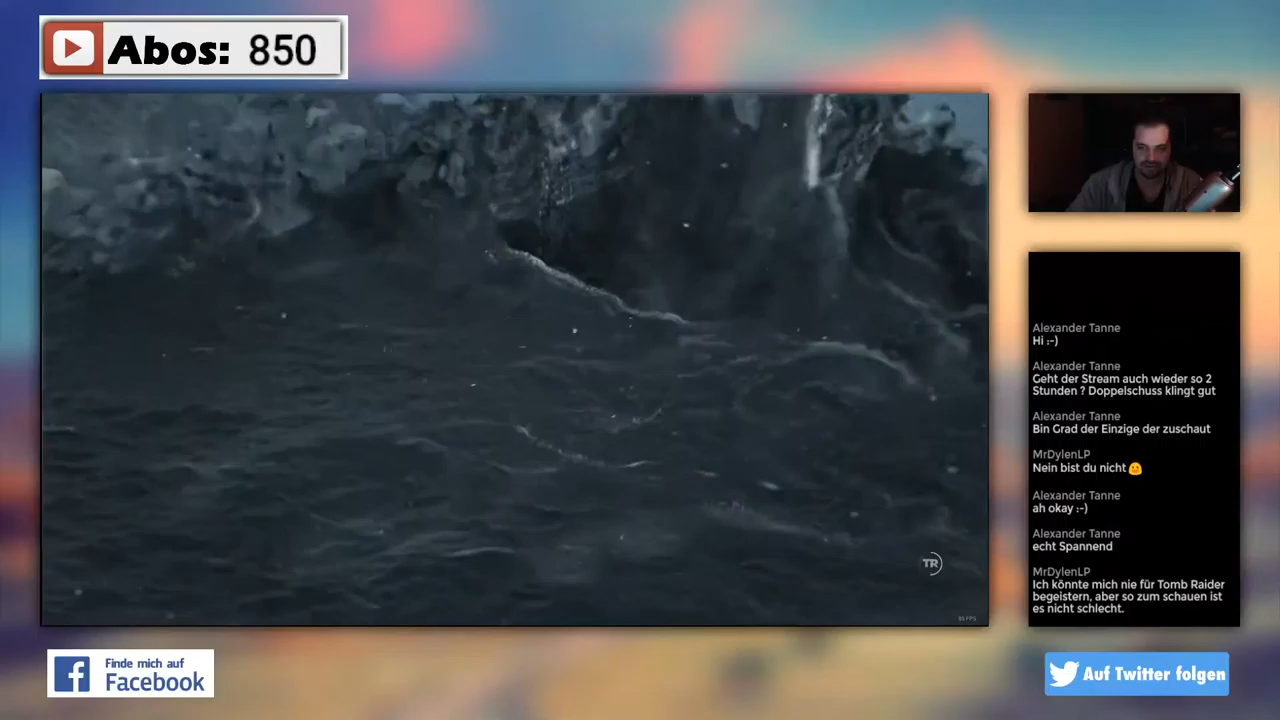 Abos: 850
TR
Alexander Tanne
Hi :-)
Alexander Tanne
Geht der Stream auch wieder so 2
Stunden ? Doppelschuss klingt gut
Alexander Tanne
Bin Grad der Einzige der zuschaut
MrDylenLP
Nein bist du nicht
Alexander Tanne
ah okay :-)
Alexander Tanne
echt Spannend
MrDylenLP
Ich könnte mich nie für Tomb Raider
begeistern, aber so zum schauen ist
es nicht schlecht.
Finde mich auf
Facebook
Auf Twitter folgen